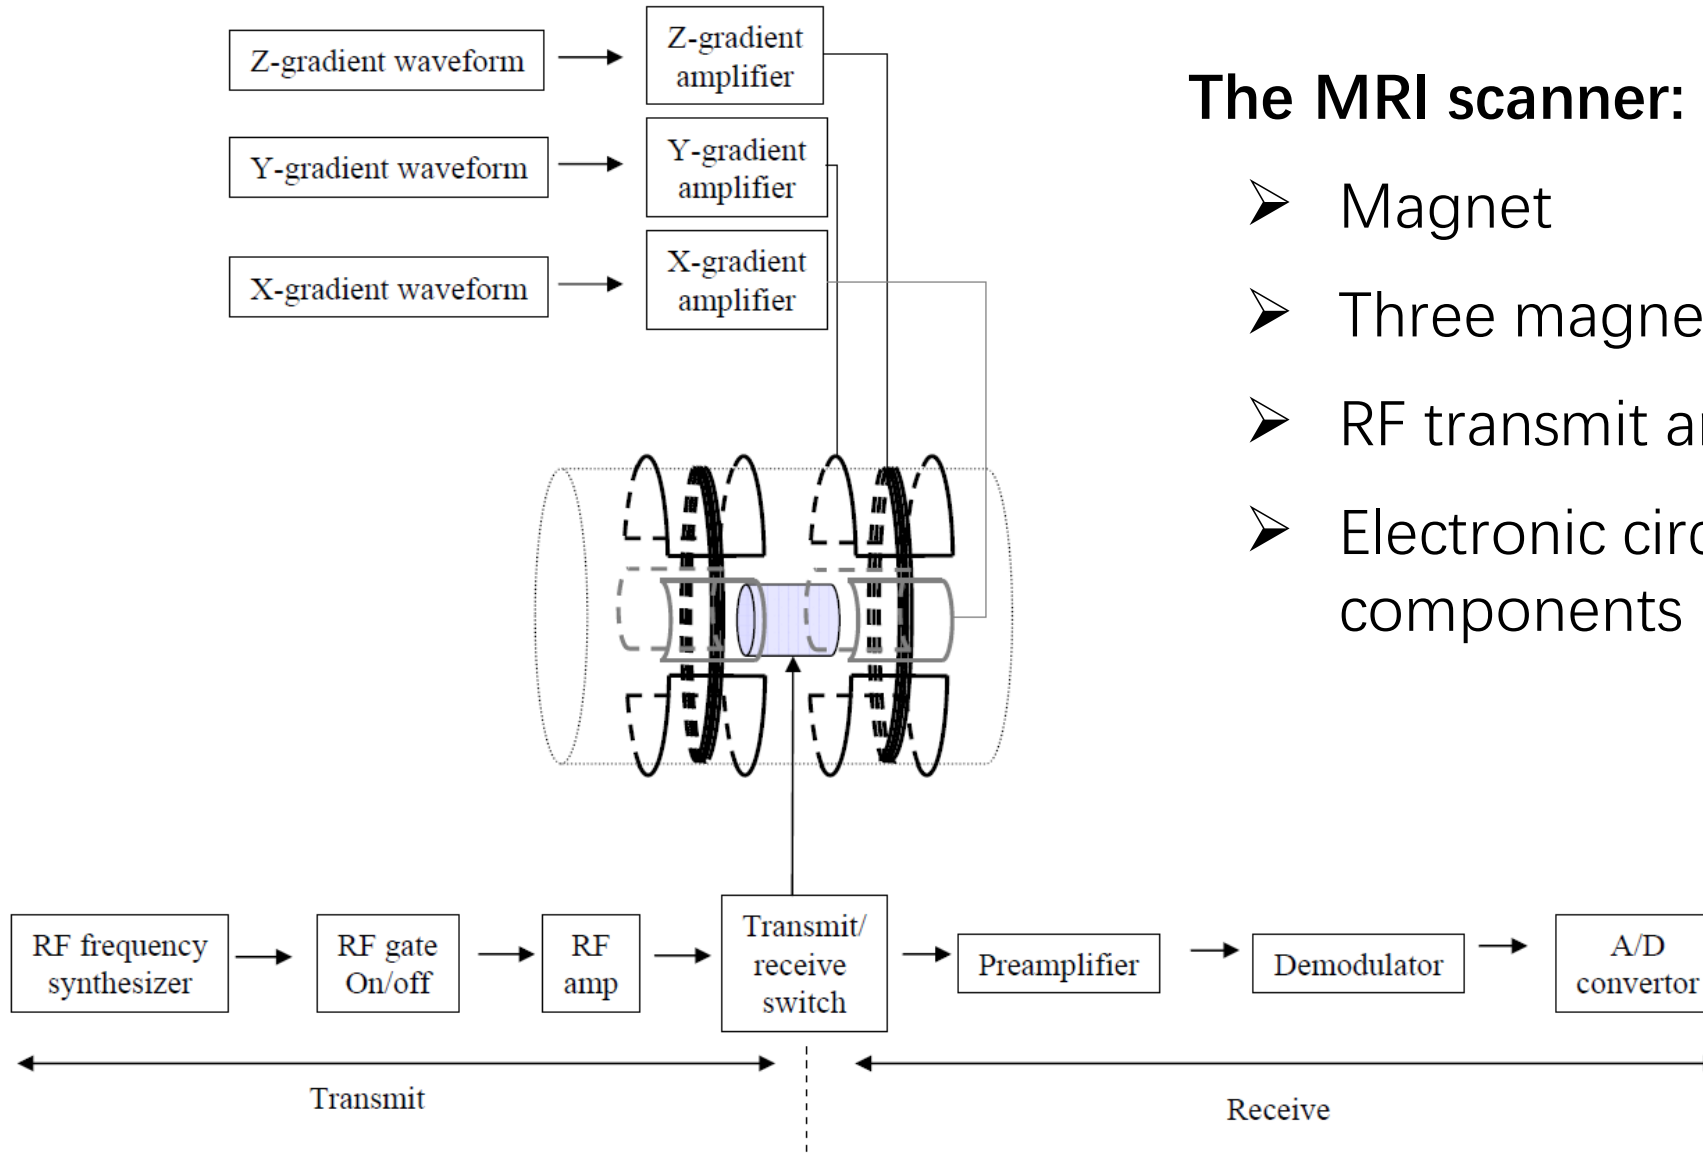 Z-gradient waveform
Z-gradient
amplifier
Y-gradient waveform
Y-gradient
amplifier
X-gradient waveform
X-gradient
amplifier
The MRI scanner:
Magnet
Three
RF transmit
Electronic
components
RF frequency
synthesizer
RF gate
On/off
RF
amp
Transmit/
receive
switch
Preamplifier
Demodulator
A/D
convertor
Transmit
Receive